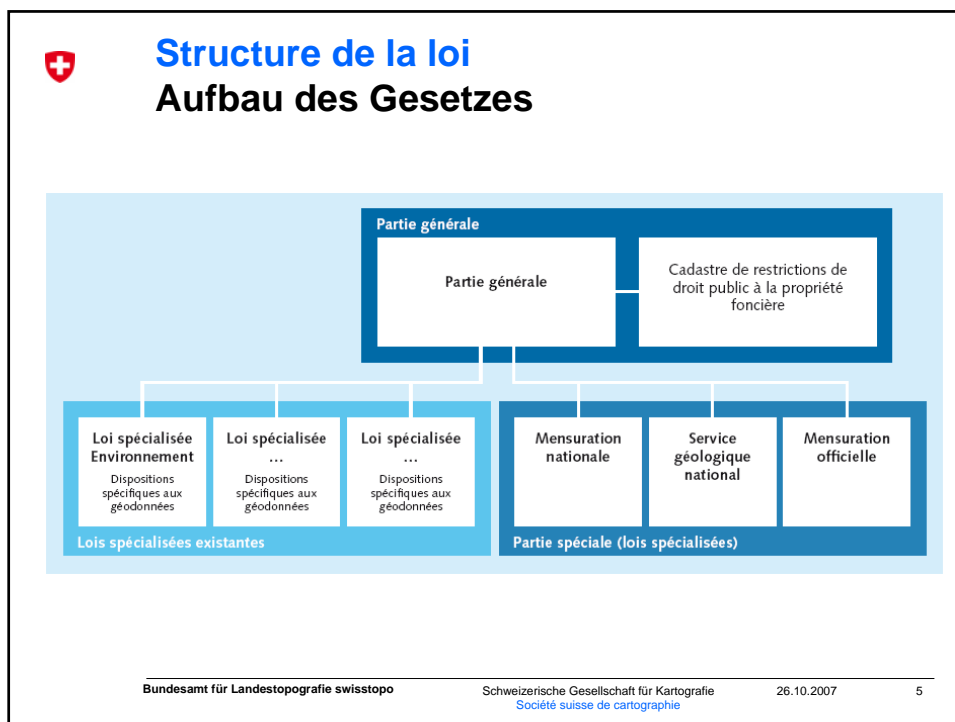 Structure de la loi
Aufbau des Gesetzes
Partie générale
Partie générale
Cadastre de restrictions de
droit public à la propriété
foncière
Loi spécialisée
Environnement
Dispositions
spécifiques aux
géodonnées
Loi spécialisée
...
Dispositions
spécifiques aux
géodonnées
Loi spécialisée
...
Dispositions
spécifiques aux
géodonnées
Lois spécialisées existantes
Mensuration
nationale
Service
géologique
national
Mensuration
officielle
Partie spéciale (lois spécialisées)
Bundesamt für Landestopografie swisstopo
Schweizerische Gesellschaft für Kartografie
Société suisse de cartographie
26.10.2007
5